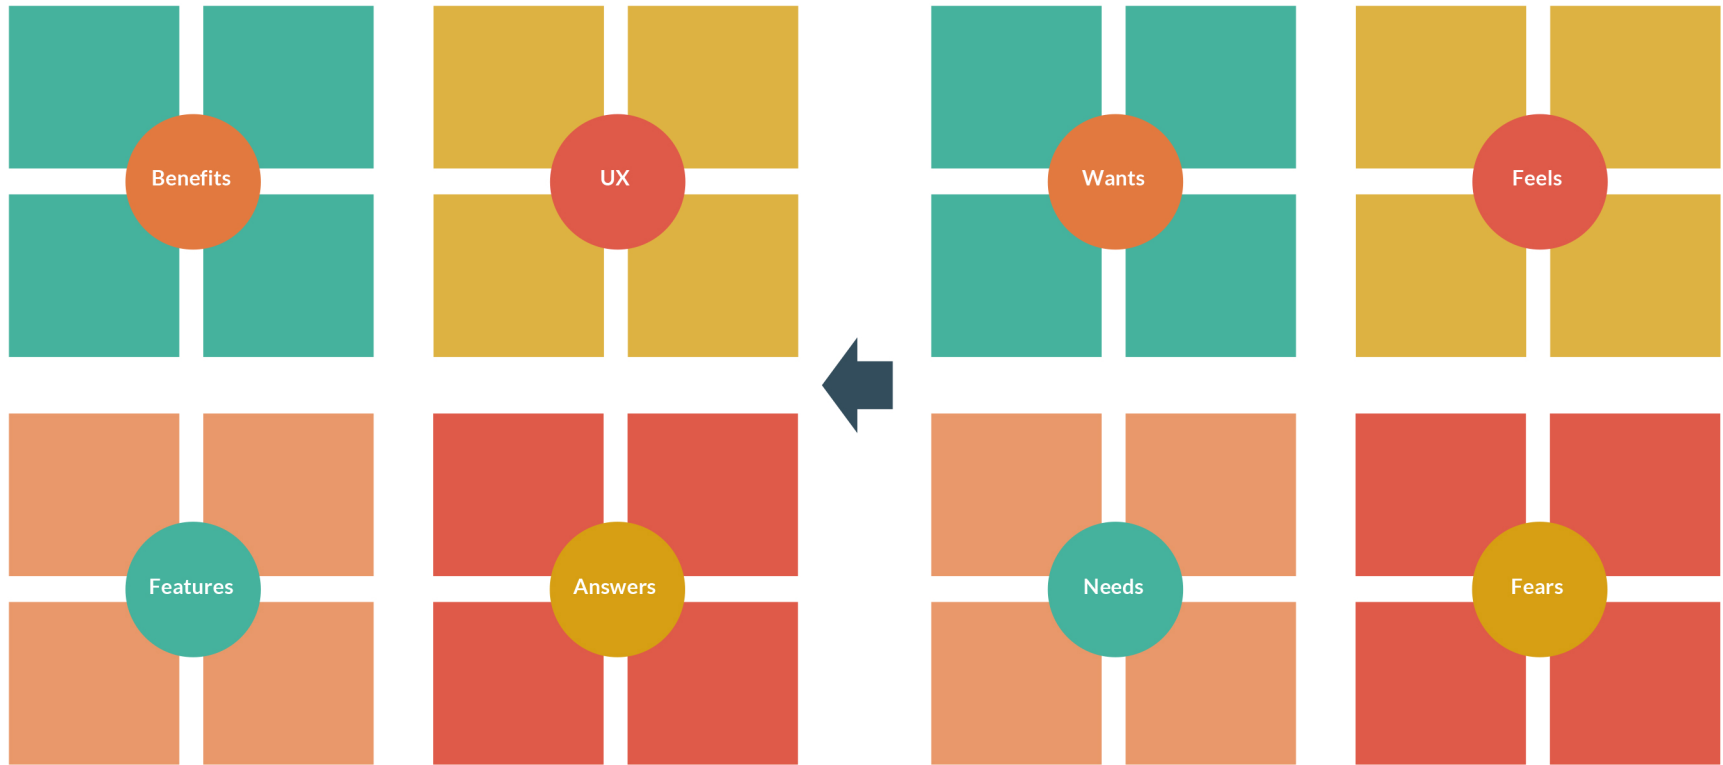 Benefits
UX
Wants
Feels
Features
Answers
Needs
Fears